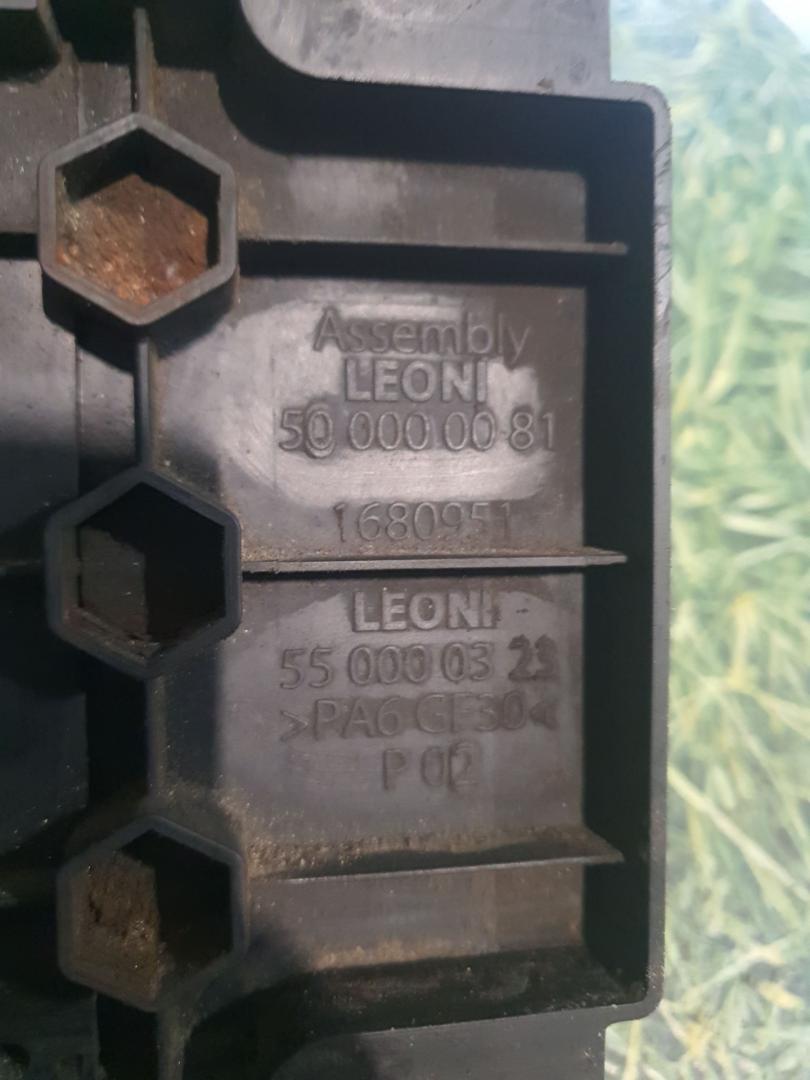 Assembly
LEONI
50 000 00 81
1680951
LEONI
55 000 03 23
>PA6 GF30<
P 02